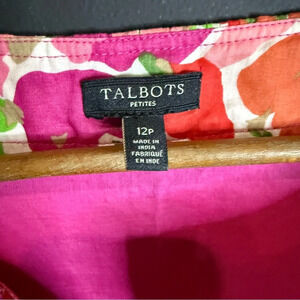 TALBOTS
PETITES
12P
MADE IN
INDIA
FABRIQUÉ
EN INDE